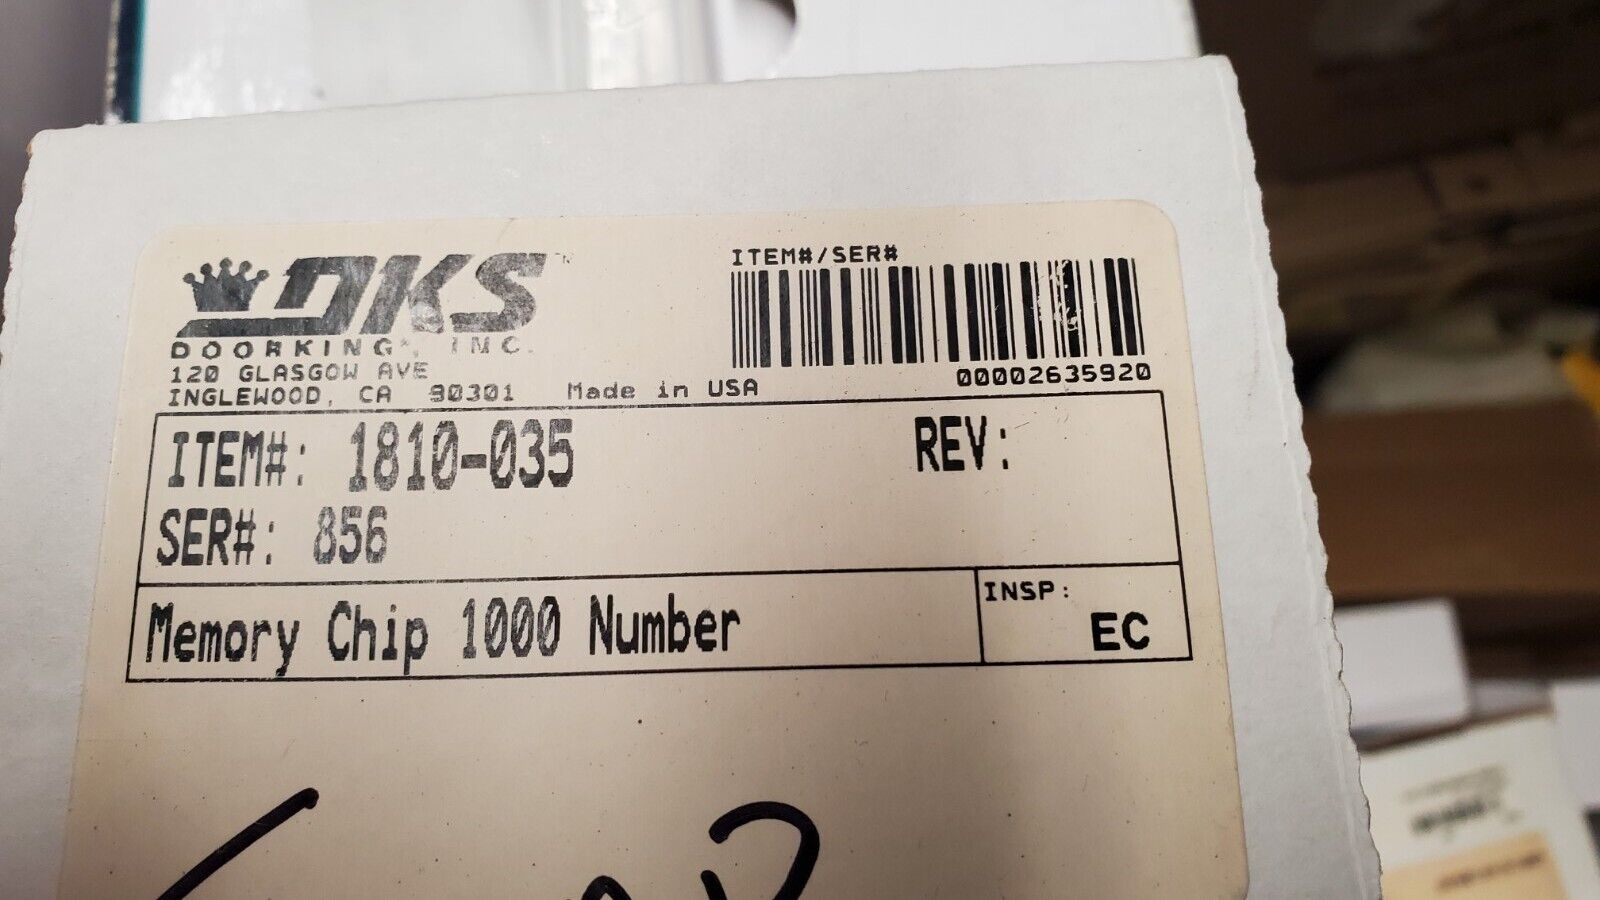 DKS™
DOORKING®, INC.
120 GLASGOW AVE
INGLEWOOD, CA 90301 Made in USA
ITEM#/SER#
00002635920
ITEM#: 1810-035
REV:
SER#: 856
Memory Chip 1000 Number
INSP:
EC